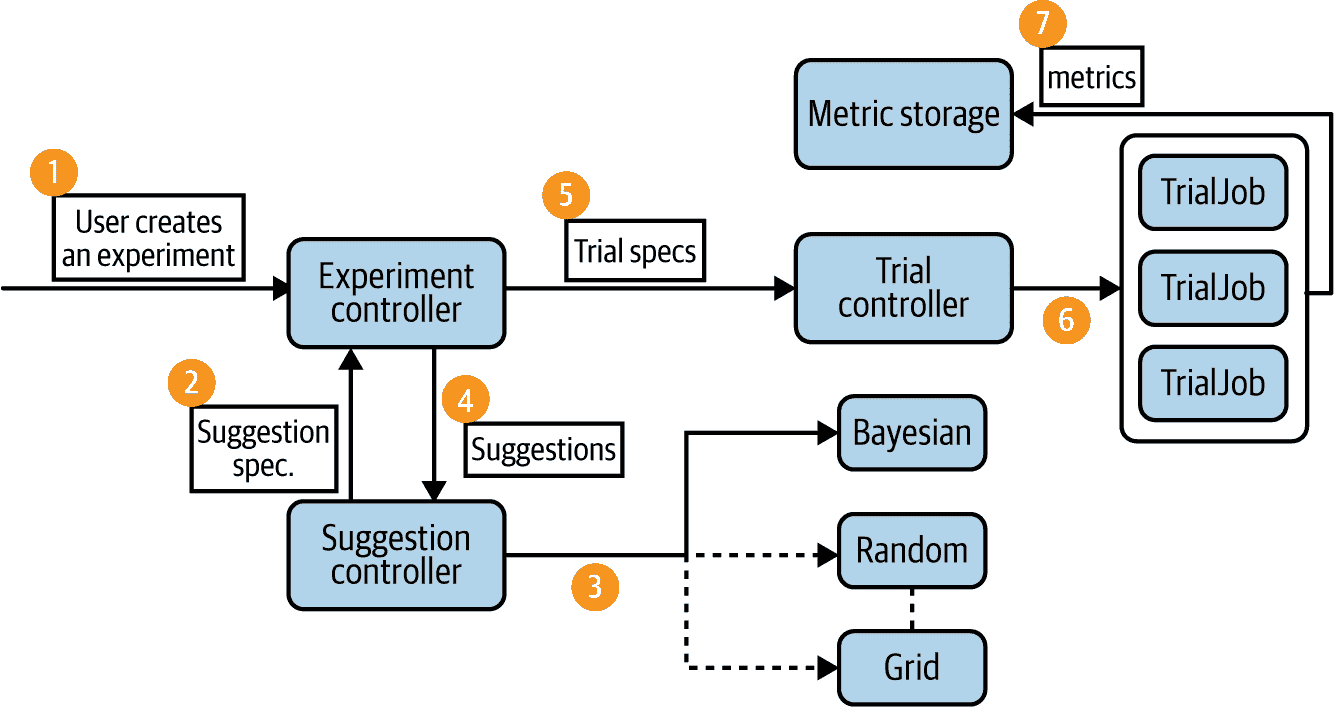 1
User creates
an experiment
Experiment
controller
2
Suggestion
spec.
4
Suggestions
Suggestion
controller
3
Bayesian
Random
Grid
5
Trial specs
Trial
controller
6
TrialJob
TrialJob
TrialJob
7
metrics
Metric storage